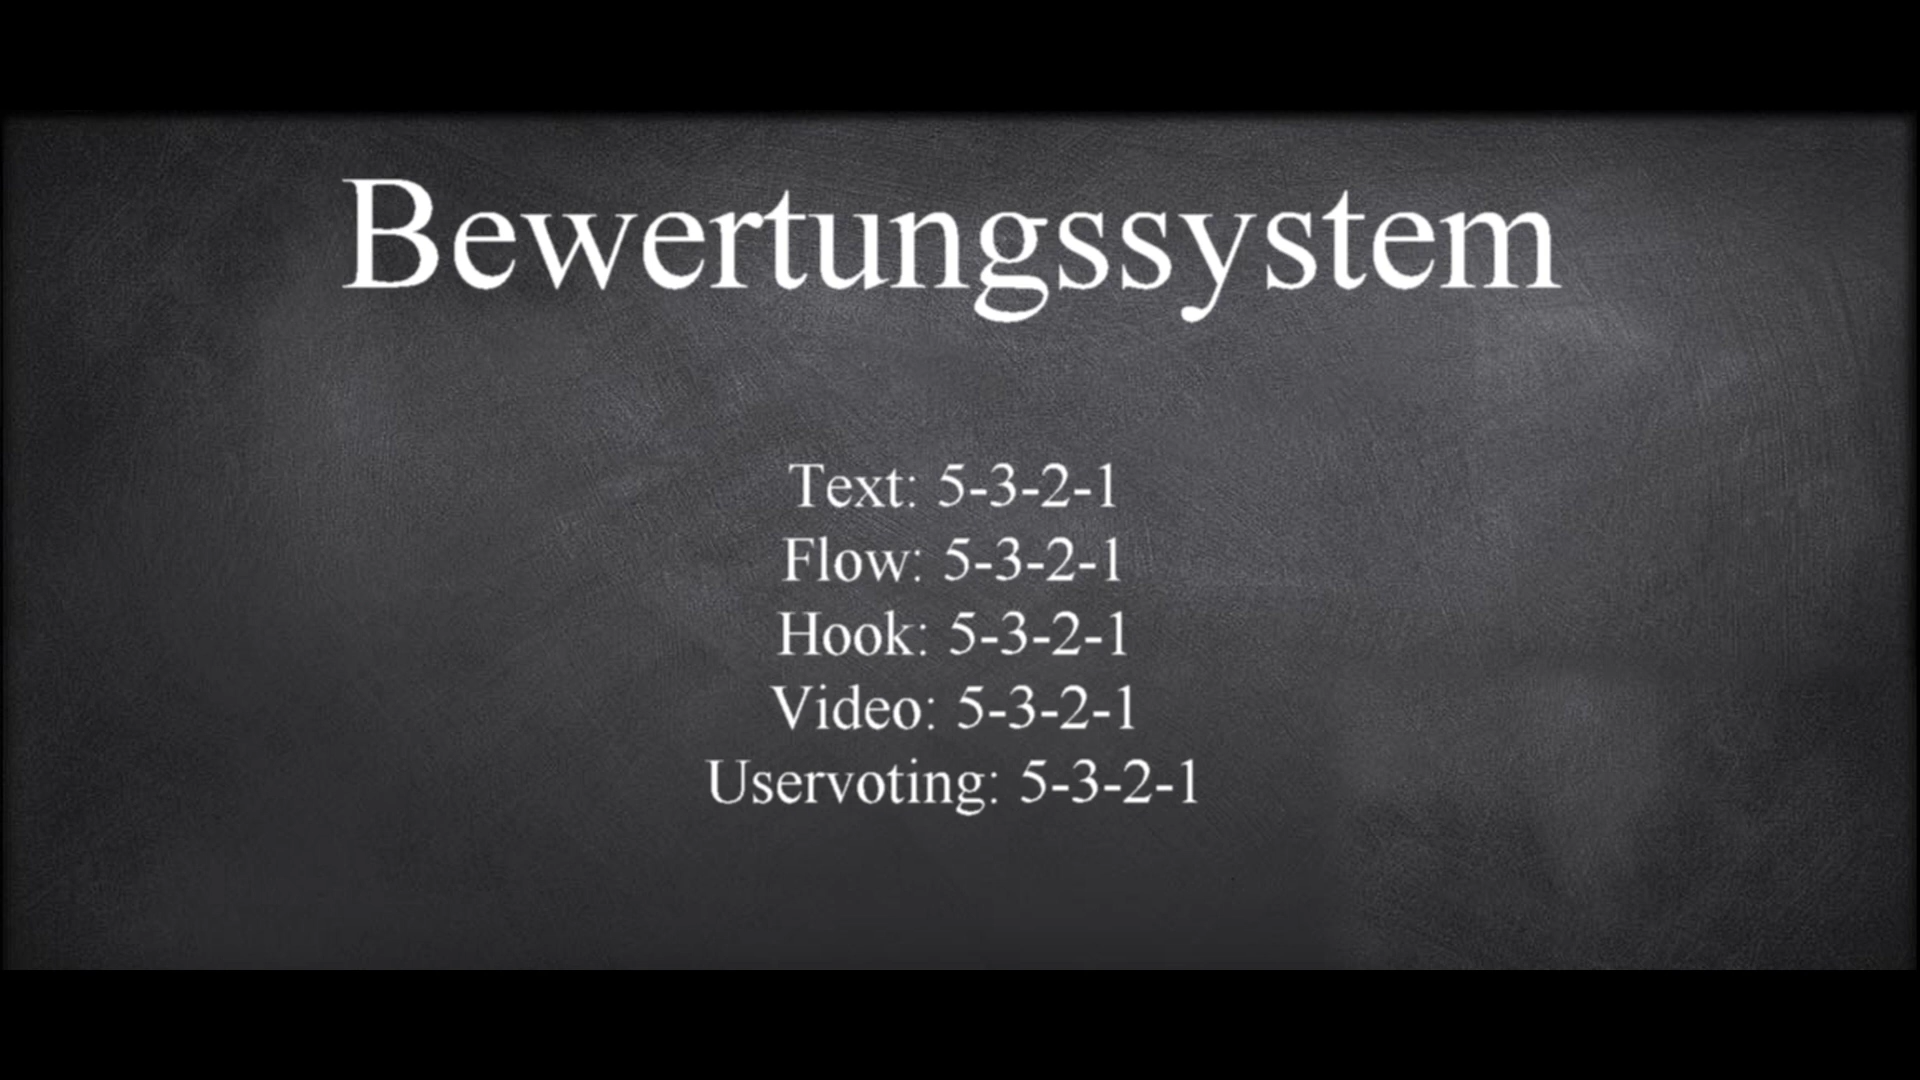 Bewertungssystem
Text: 5-3-2-1
Flow: 5-3-2-1
Hook: 5-3-2-1
Video: 5-3-2-1
Uservoting: 5-3-2-1